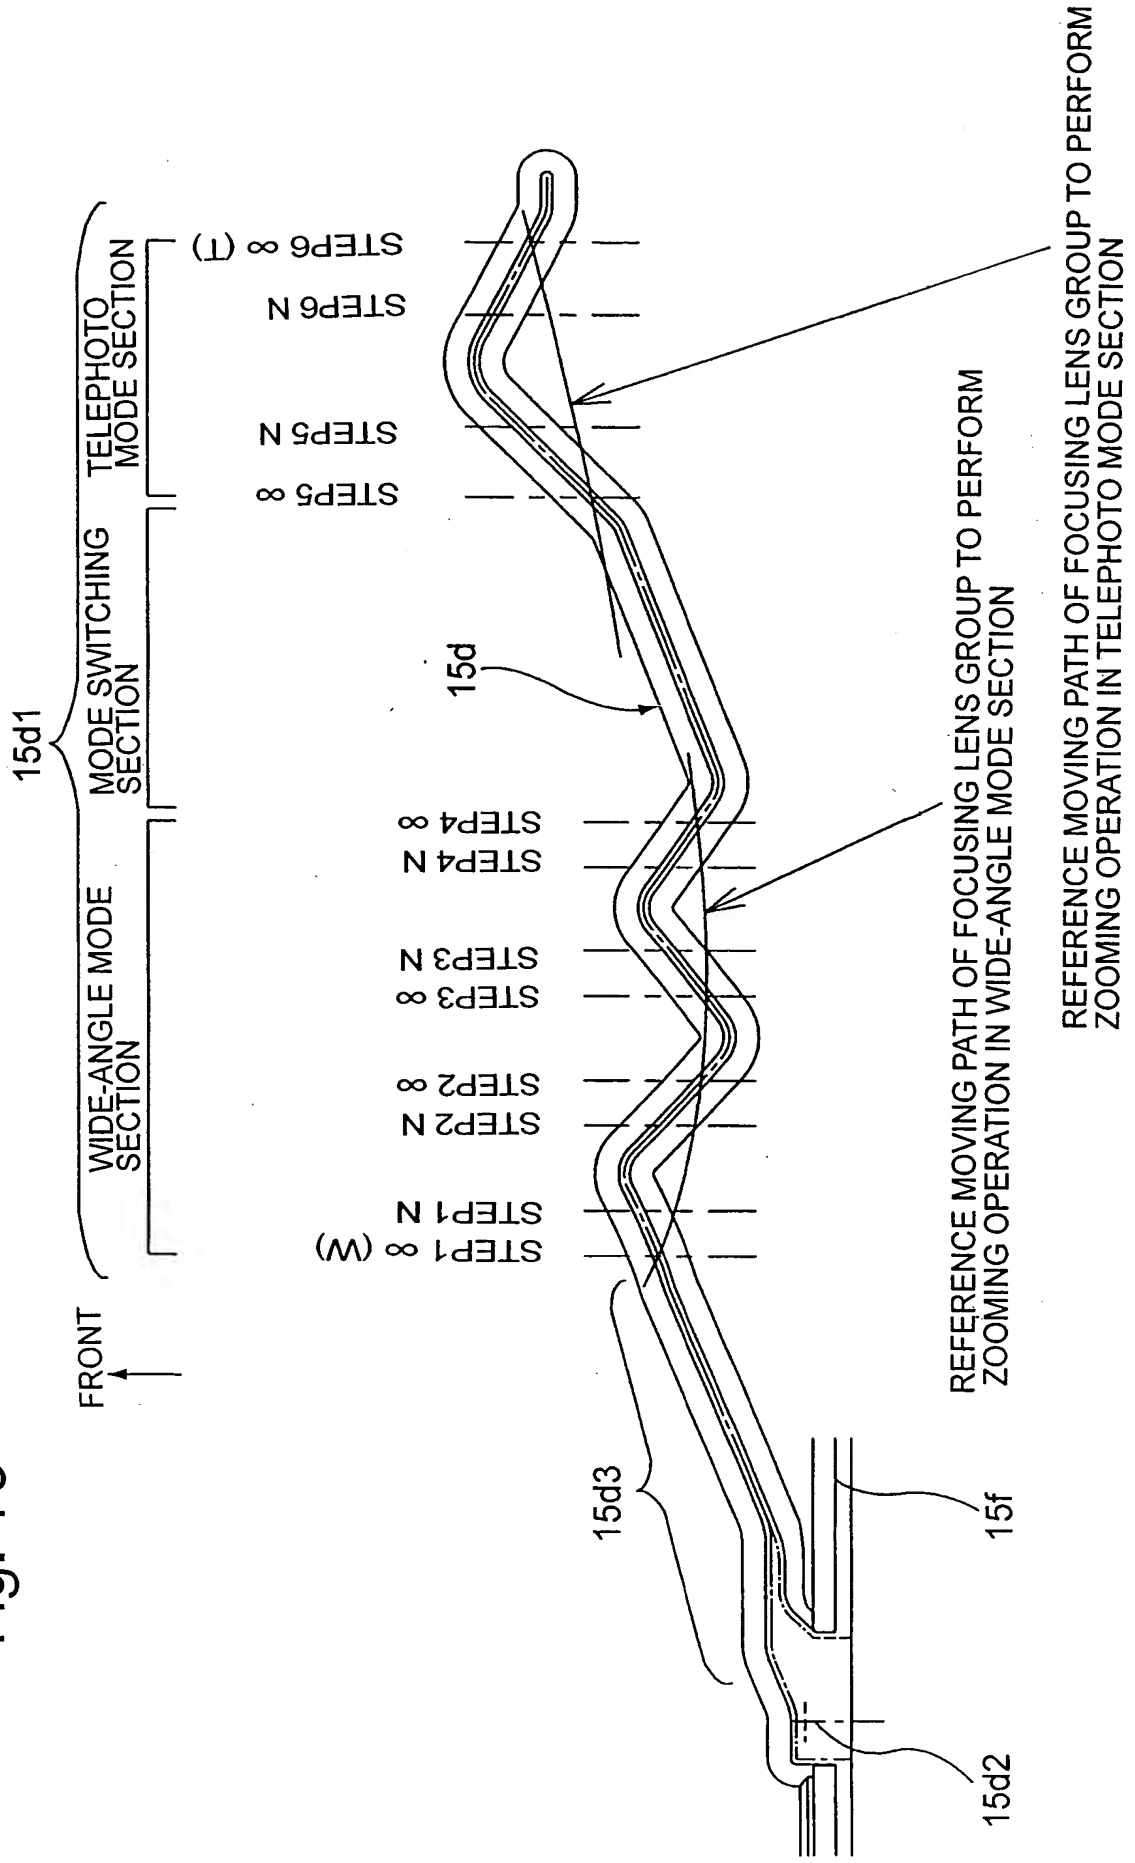 15d1
WIDE-ANGLE MODE
SECTION
MODE SWITCHING
SECTION
TELEPHOTO
MODE SECTION
FRONT
STEP1 ∞ (W)
STEP1 N
STEP2 N
STEP2 ∞
STEP3 ∞
STEP3 N
STEP4 N
STEP4 ∞
STEP5 ∞
STEP5 N
STEP6 N
STEP6 ∞ (T)
15d
15d3
15d2
15f
REFERENCE MOVING PATH OF FOCUSING LENS GROUP TO PERFORM
ZOOMING OPERATION IN WIDE-ANGLE MODE SECTION
REFERENCE MOVING PATH OF FOCUSING LENS GROUP TO PERFORM
ZOOMING OPERATION IN TELEPHOTO MODE SECTION